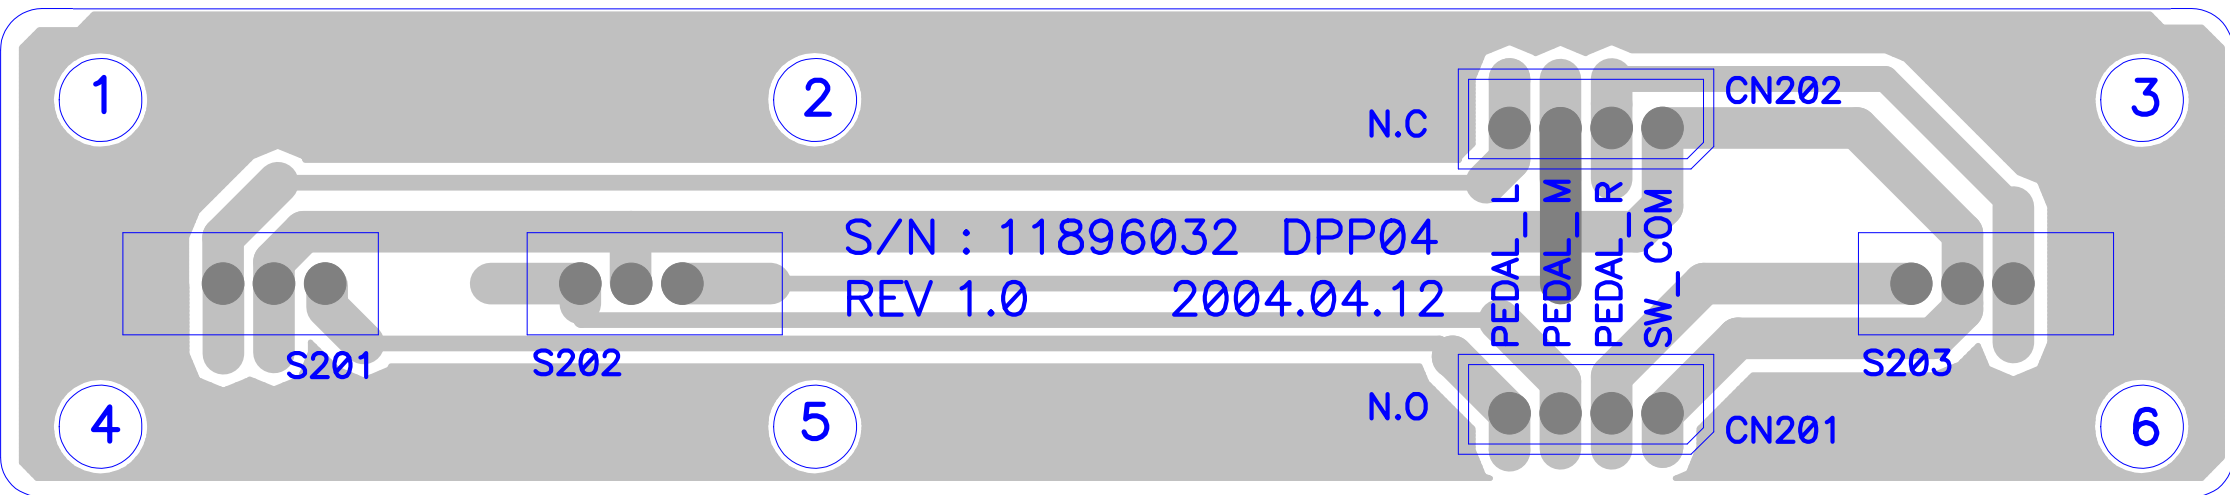 1
2
3
CN202
N.C
PEDAL_L
PEDAL_M
PEDAL_R
SW_COM
S/N : 11896032 DPP04
REV 1.0 2004.04.12
S201
S202
S203
N.O
CN201
4
5
6